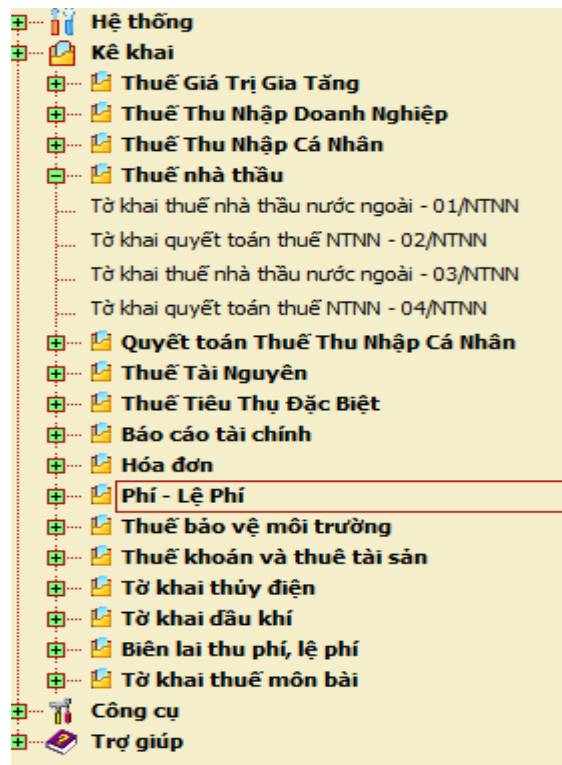 Hệ thống
Kê khai
Thuế Giá Trị Gia Tăng
Thuế Thu Nhập Doanh Nghiệp
Thuế Thu Nhập Cá Nhân
Thuế nhà thầu
Tờ khai thuế nhà thầu nước ngoài - 01/NTNN
Tờ khai quyết toán thuế NTNN - 02/NTNN
Tờ khai thuế nhà thầu nước ngoài - 03/NTNN
Tờ khai quyết toán thuế NTNN - 04/NTNN
Quyết toán Thuế Thu Nhập Cá Nhân
Thuế Tài Nguyên
Thuế Tiêu Thụ Đặc Biệt
Báo cáo tài chính
Hóa đơn
Phí - Lệ Phí
Thuế bảo vệ môi trường
Thuế khoán và thuê tài sản
Tờ khai thủy điện
Tờ khai dầu khí
Biên lai thu phí, lệ phí
Tờ khai thuế môn bài
Công cụ
Trợ giúp